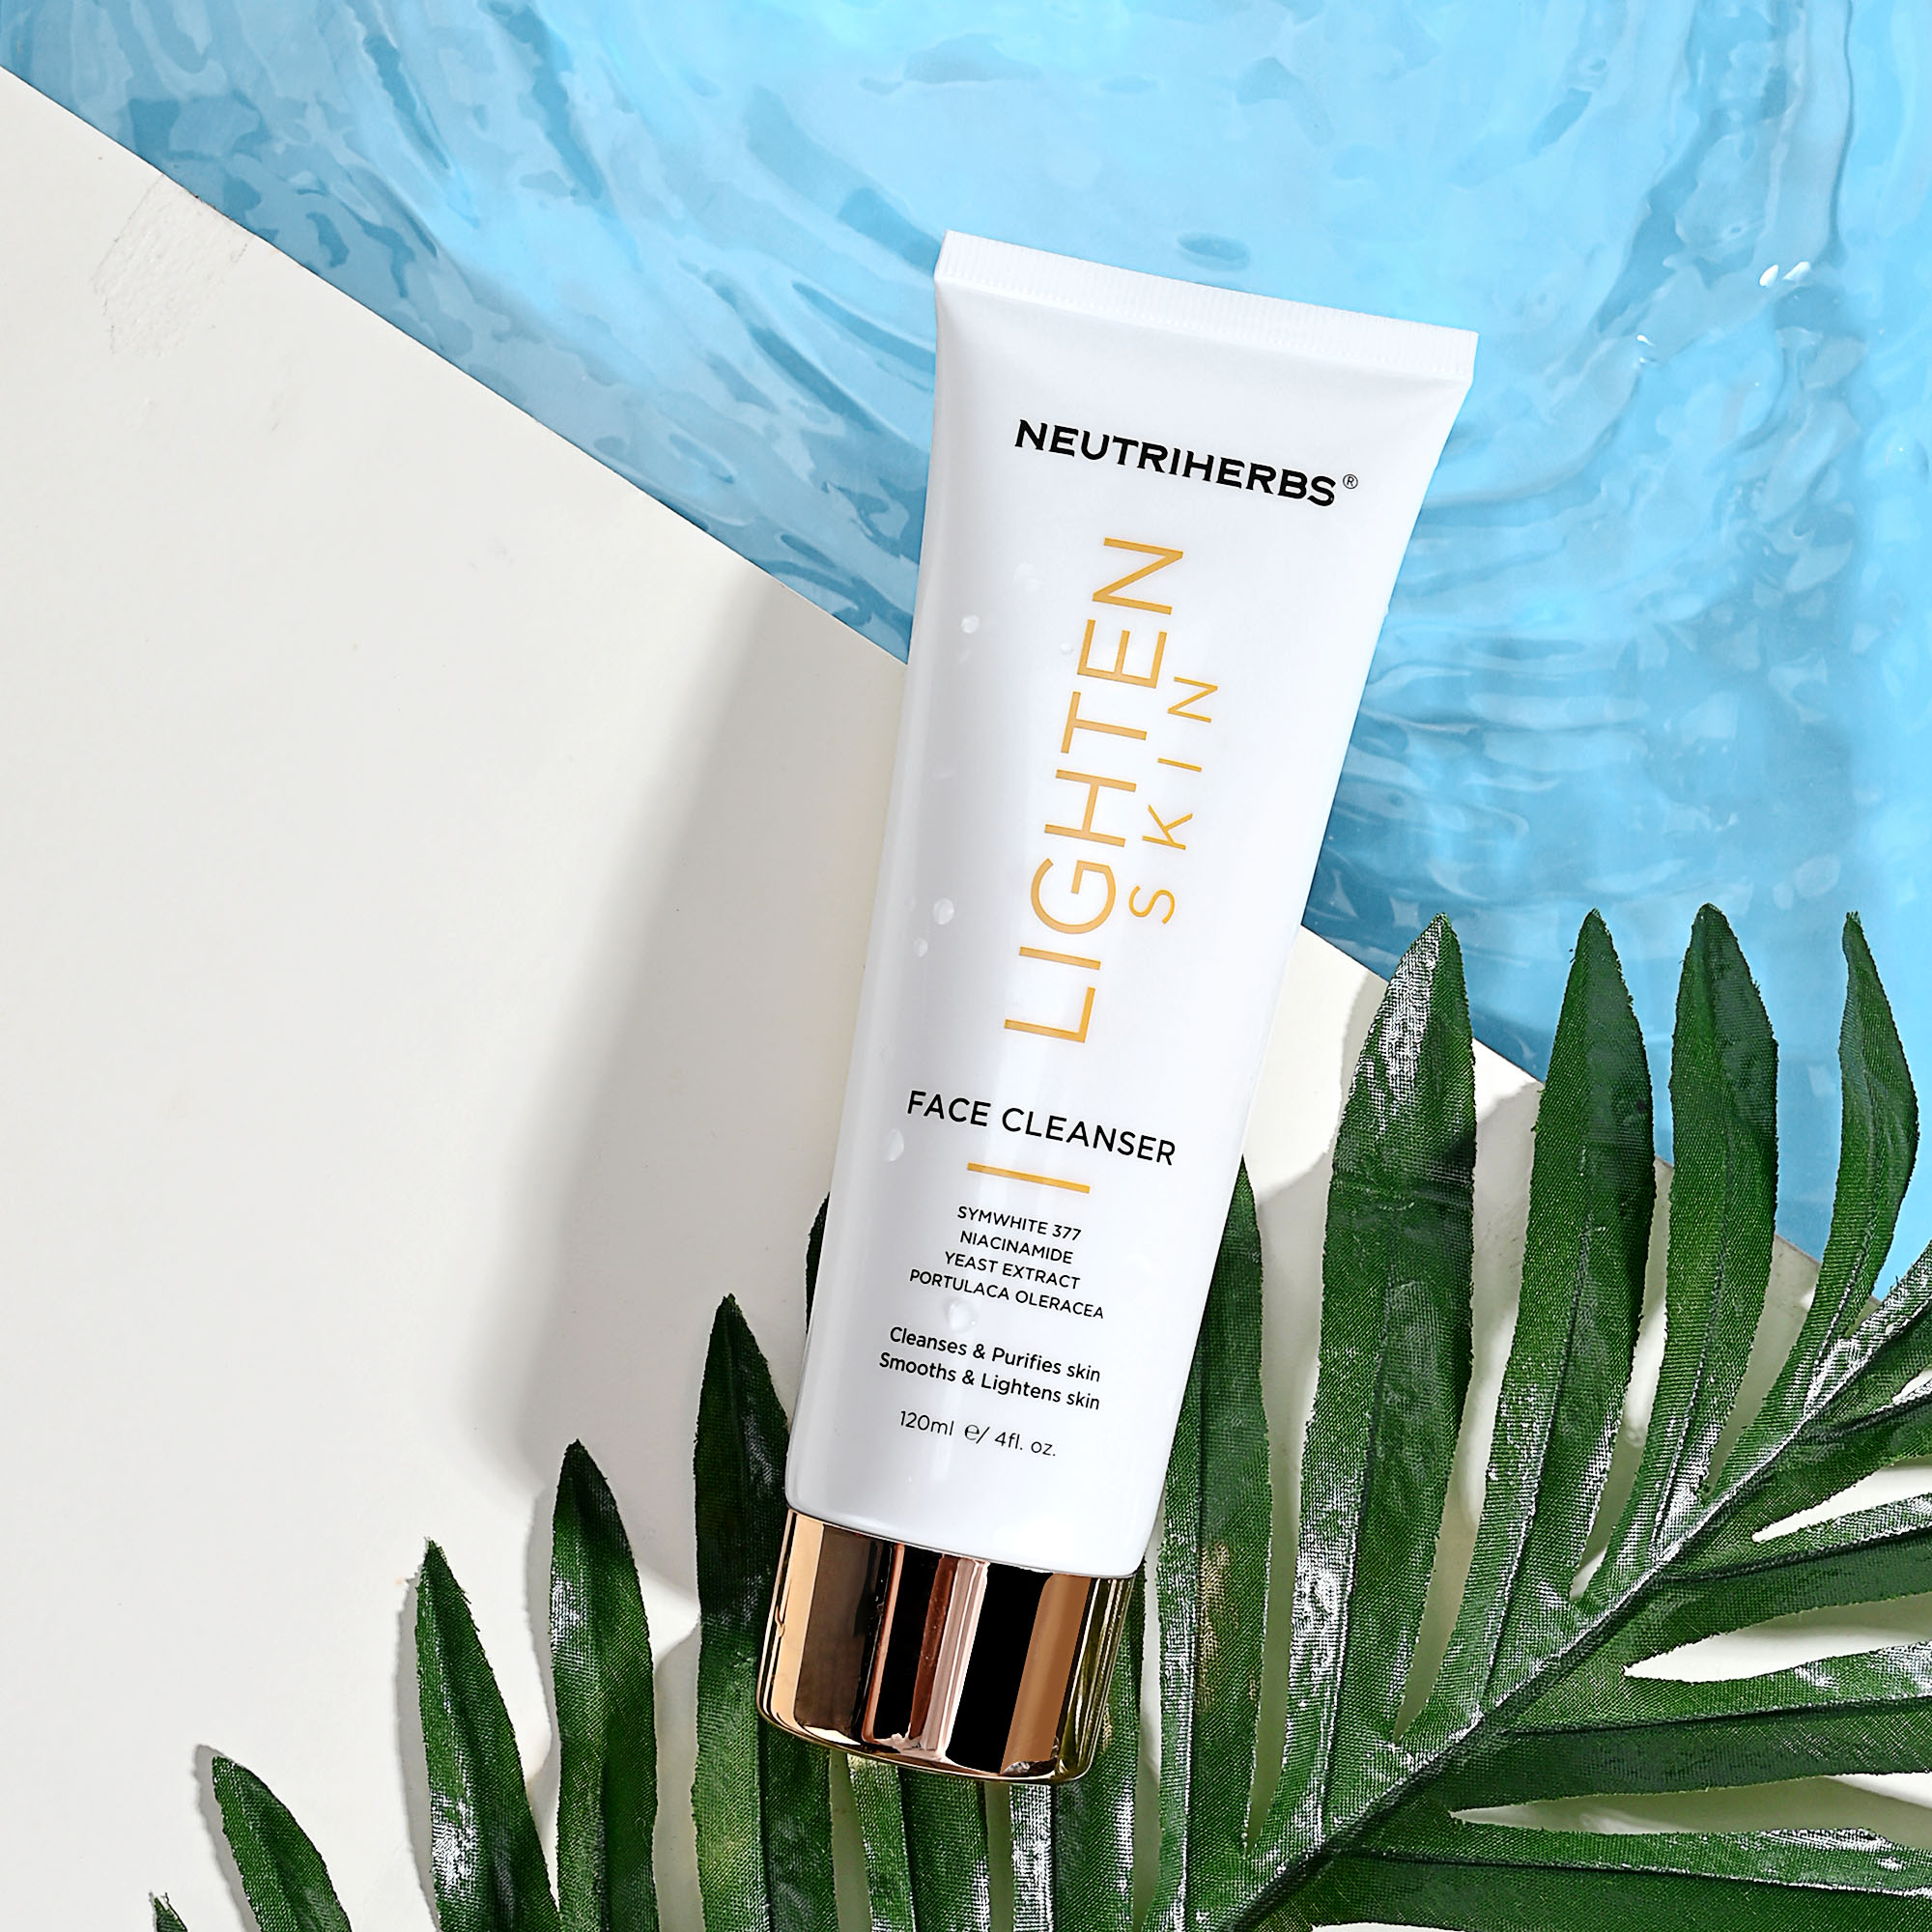 NEUTRIHERBS®
LIGHTEN
SKIN
FACE CLEANSER
SYMWHITE 377
NIACINAMIDE
YEAST EXTRACT
PORTULACA OLERACEA
Cleanses & Purifies skin
Smooths & Lightens skin
120ml ℮/ 4fl. oz.